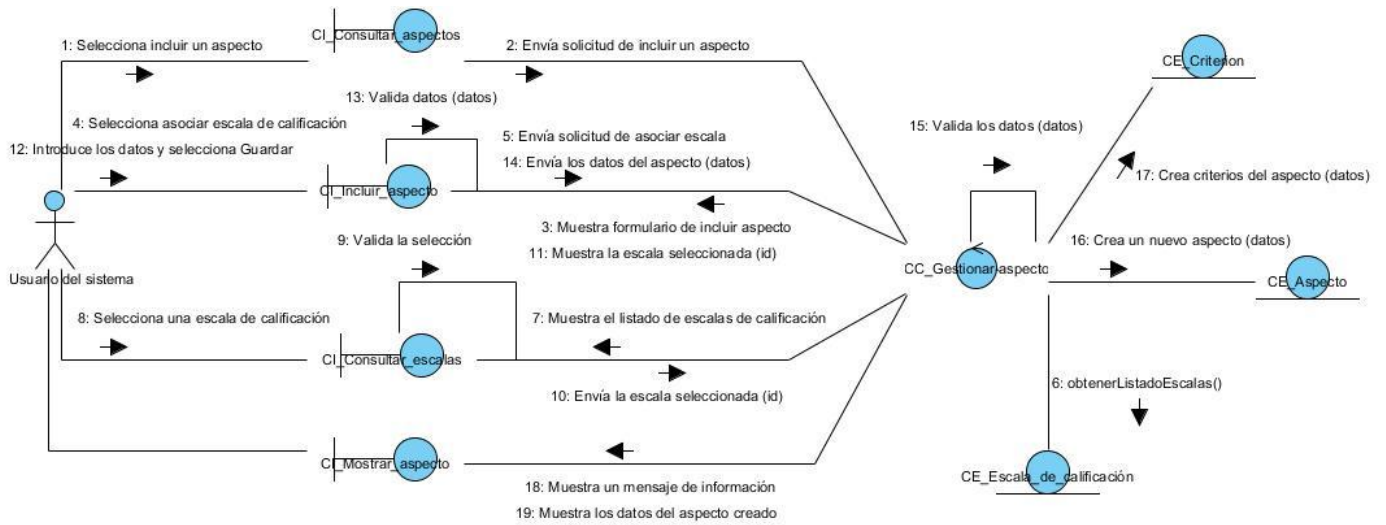 CI_Consultar_aspectos
1: Selecciona incluir un aspecto
2: Envía solicitud de incluir un aspecto
CE_Criterion
13: Valida datos (datos)
4: Selecciona asociar escala de calificación
12: Introduce los datos y selecciona Guardar
5: Envía solicitud de asociar escala
14: Envía los datos del aspecto (datos)
15: Valida los datos (datos)
17: Crea criterios del aspecto (datos)
CI_Incluir_aspecto
3: Muestra formulario de incluir aspecto
11: Muestra la escala seleccionada (id)
9: Valida la selección
16: Crea un nuevo aspecto (datos)
CC_Gestionar aspecto
Usuario del sistema
CE_Aspecto
8: Selecciona una escala de calificación
7: Muestra el listado de escalas de calificación
CI_Consultar_escalas
10: Envía la escala seleccionada (id)
6: obtenerListadoEscalas()
CI_Mostrar_aspecto
CE_Escala_de_calificación
18: Muestra un mensaje de información
19: Muestra los datos del aspecto creado